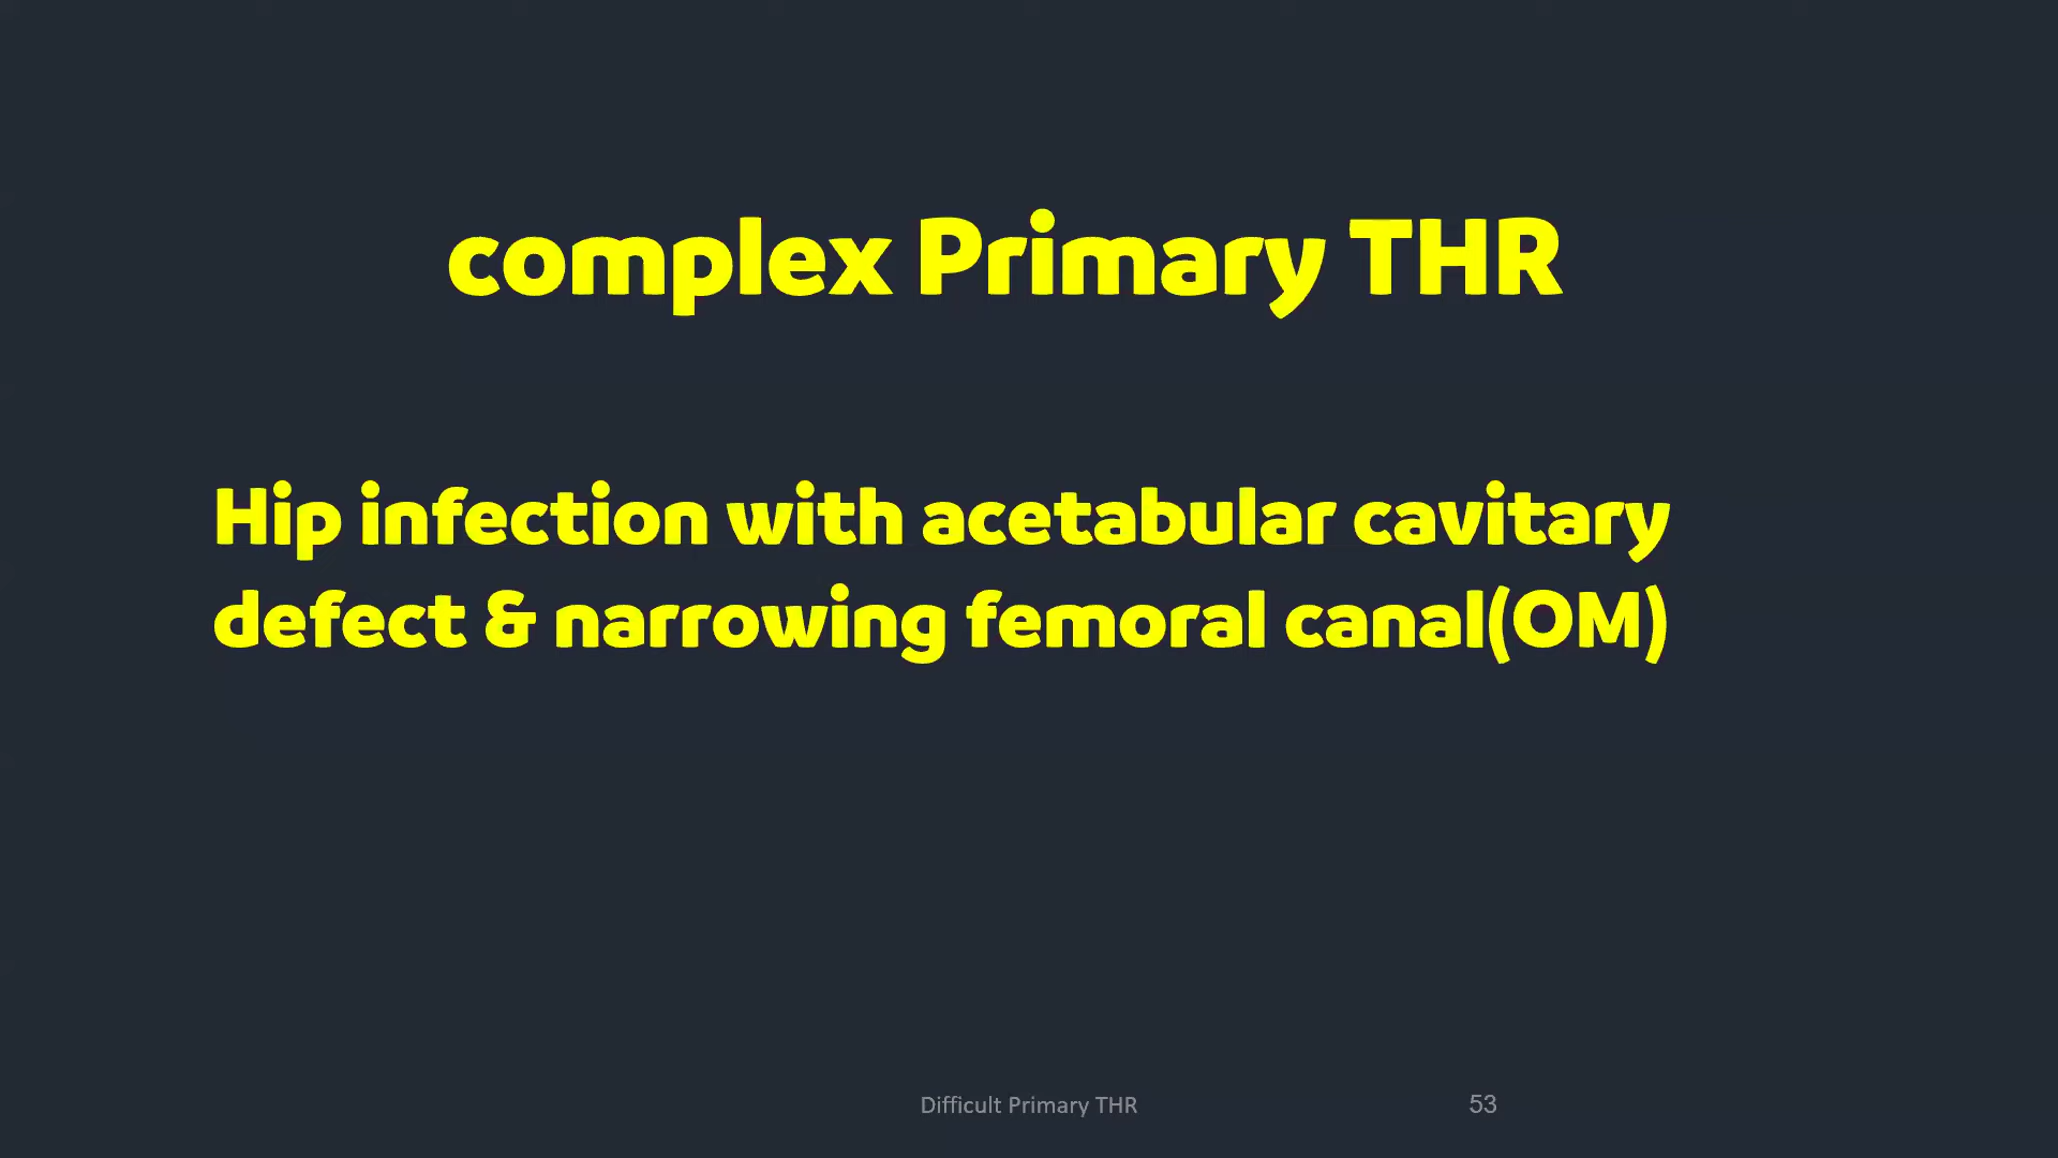 complex Primary THR
Hip infection with acetabular cavitary
defect & narrowing femoral canal(OM)
Difficult Primary THR
53